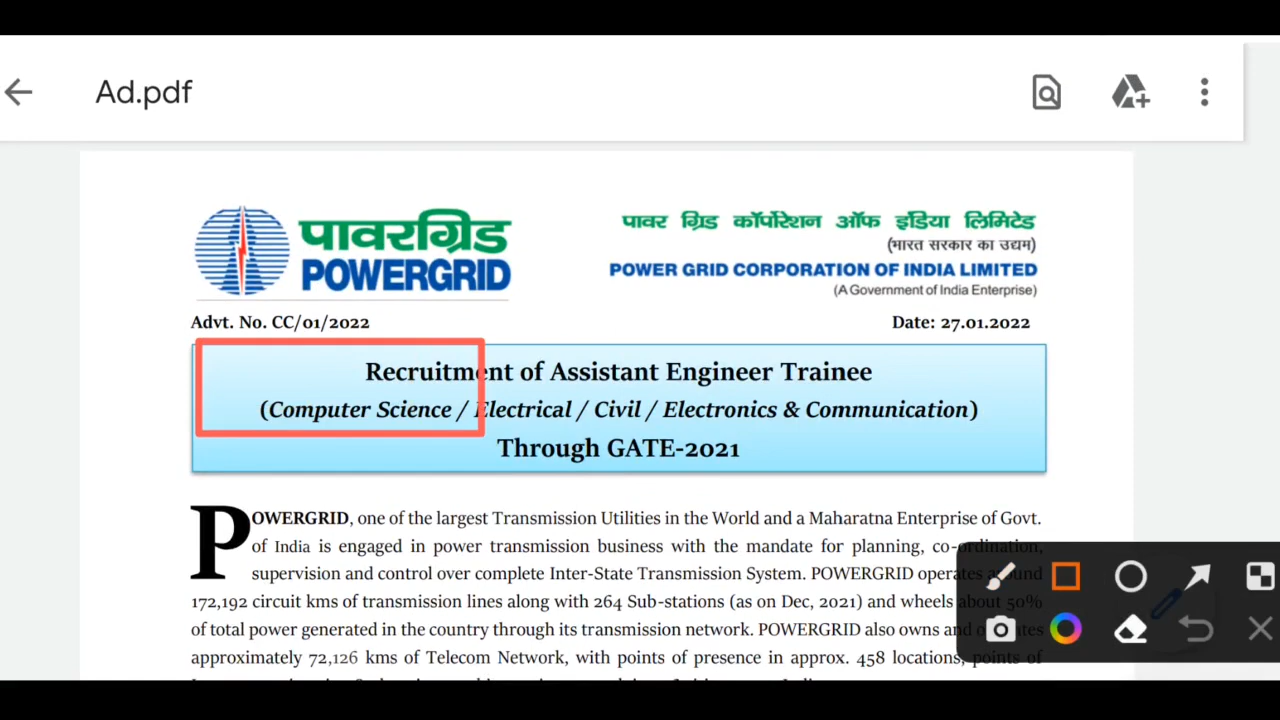 Ad.pdf
पावरग्रिड
POWERGRID
पावर ग्रिड कॉर्पोरेशन ऑफ इंडिया लिमिटेड
(भारत सरकार का उद्यम)
POWER GRID CORPORATION OF INDIA LIMITED
(A Government of India Enterprise)
Advt. No. CC/01/2022
Date: 27.01.2022
Recruitment of Assistant Engineer Trainee
(Computer Science / Electrical / Civil / Electronics & Communication)
Through GATE-2021
POWERGRID, one of the largest Transmission Utilities in the World and a Maharatna Enterprise of Govt.
of India is engaged in power transmission business with the mandate for planning, co-ordination,
supervision and control over complete Inter-State Transmission System. POWERGRID operates around
172,192 circuit kms of transmission lines along with 264 Sub-stations (as on Dec, 2021) and wheels about 50%
of total power generated in the country through its transmission network. POWERGRID also owns and operates
approximately 72,126 kms of Telecom Network, with points of presence in approx. 458 locations, points of